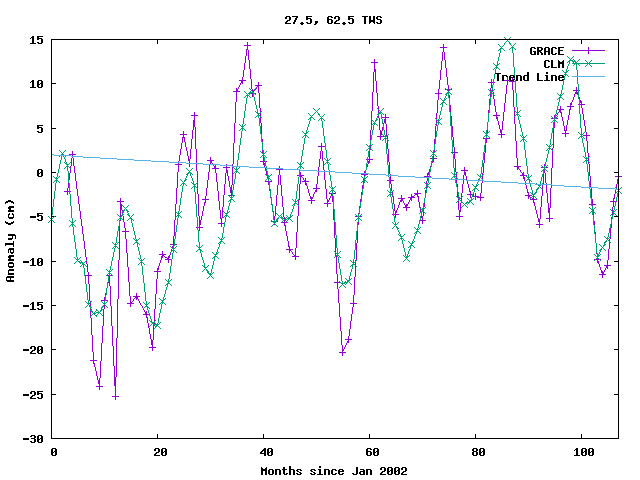 27.5, 62.5 TWS
GRACE
CLM
Trend Line
15
10
5
0
-5
-10
-15
-20
-25
-30
Anomaly (cm)
0 20 40 60 80 100
Months since Jan 2002